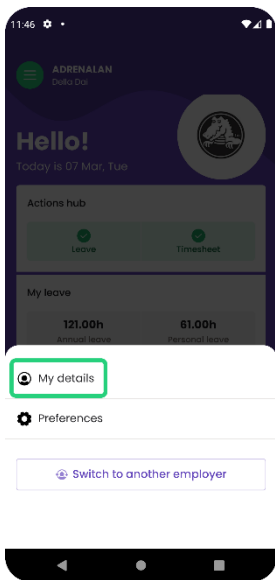 11:46
ADRENALAN
Dolla Dai
Hello!
Today is 07 Mar, Tue
Actions hub
Leave
Timesheet
My leave
121.00h
61.00h
Annual leave
Personal leave
My details
Preferences
Switch to another employer